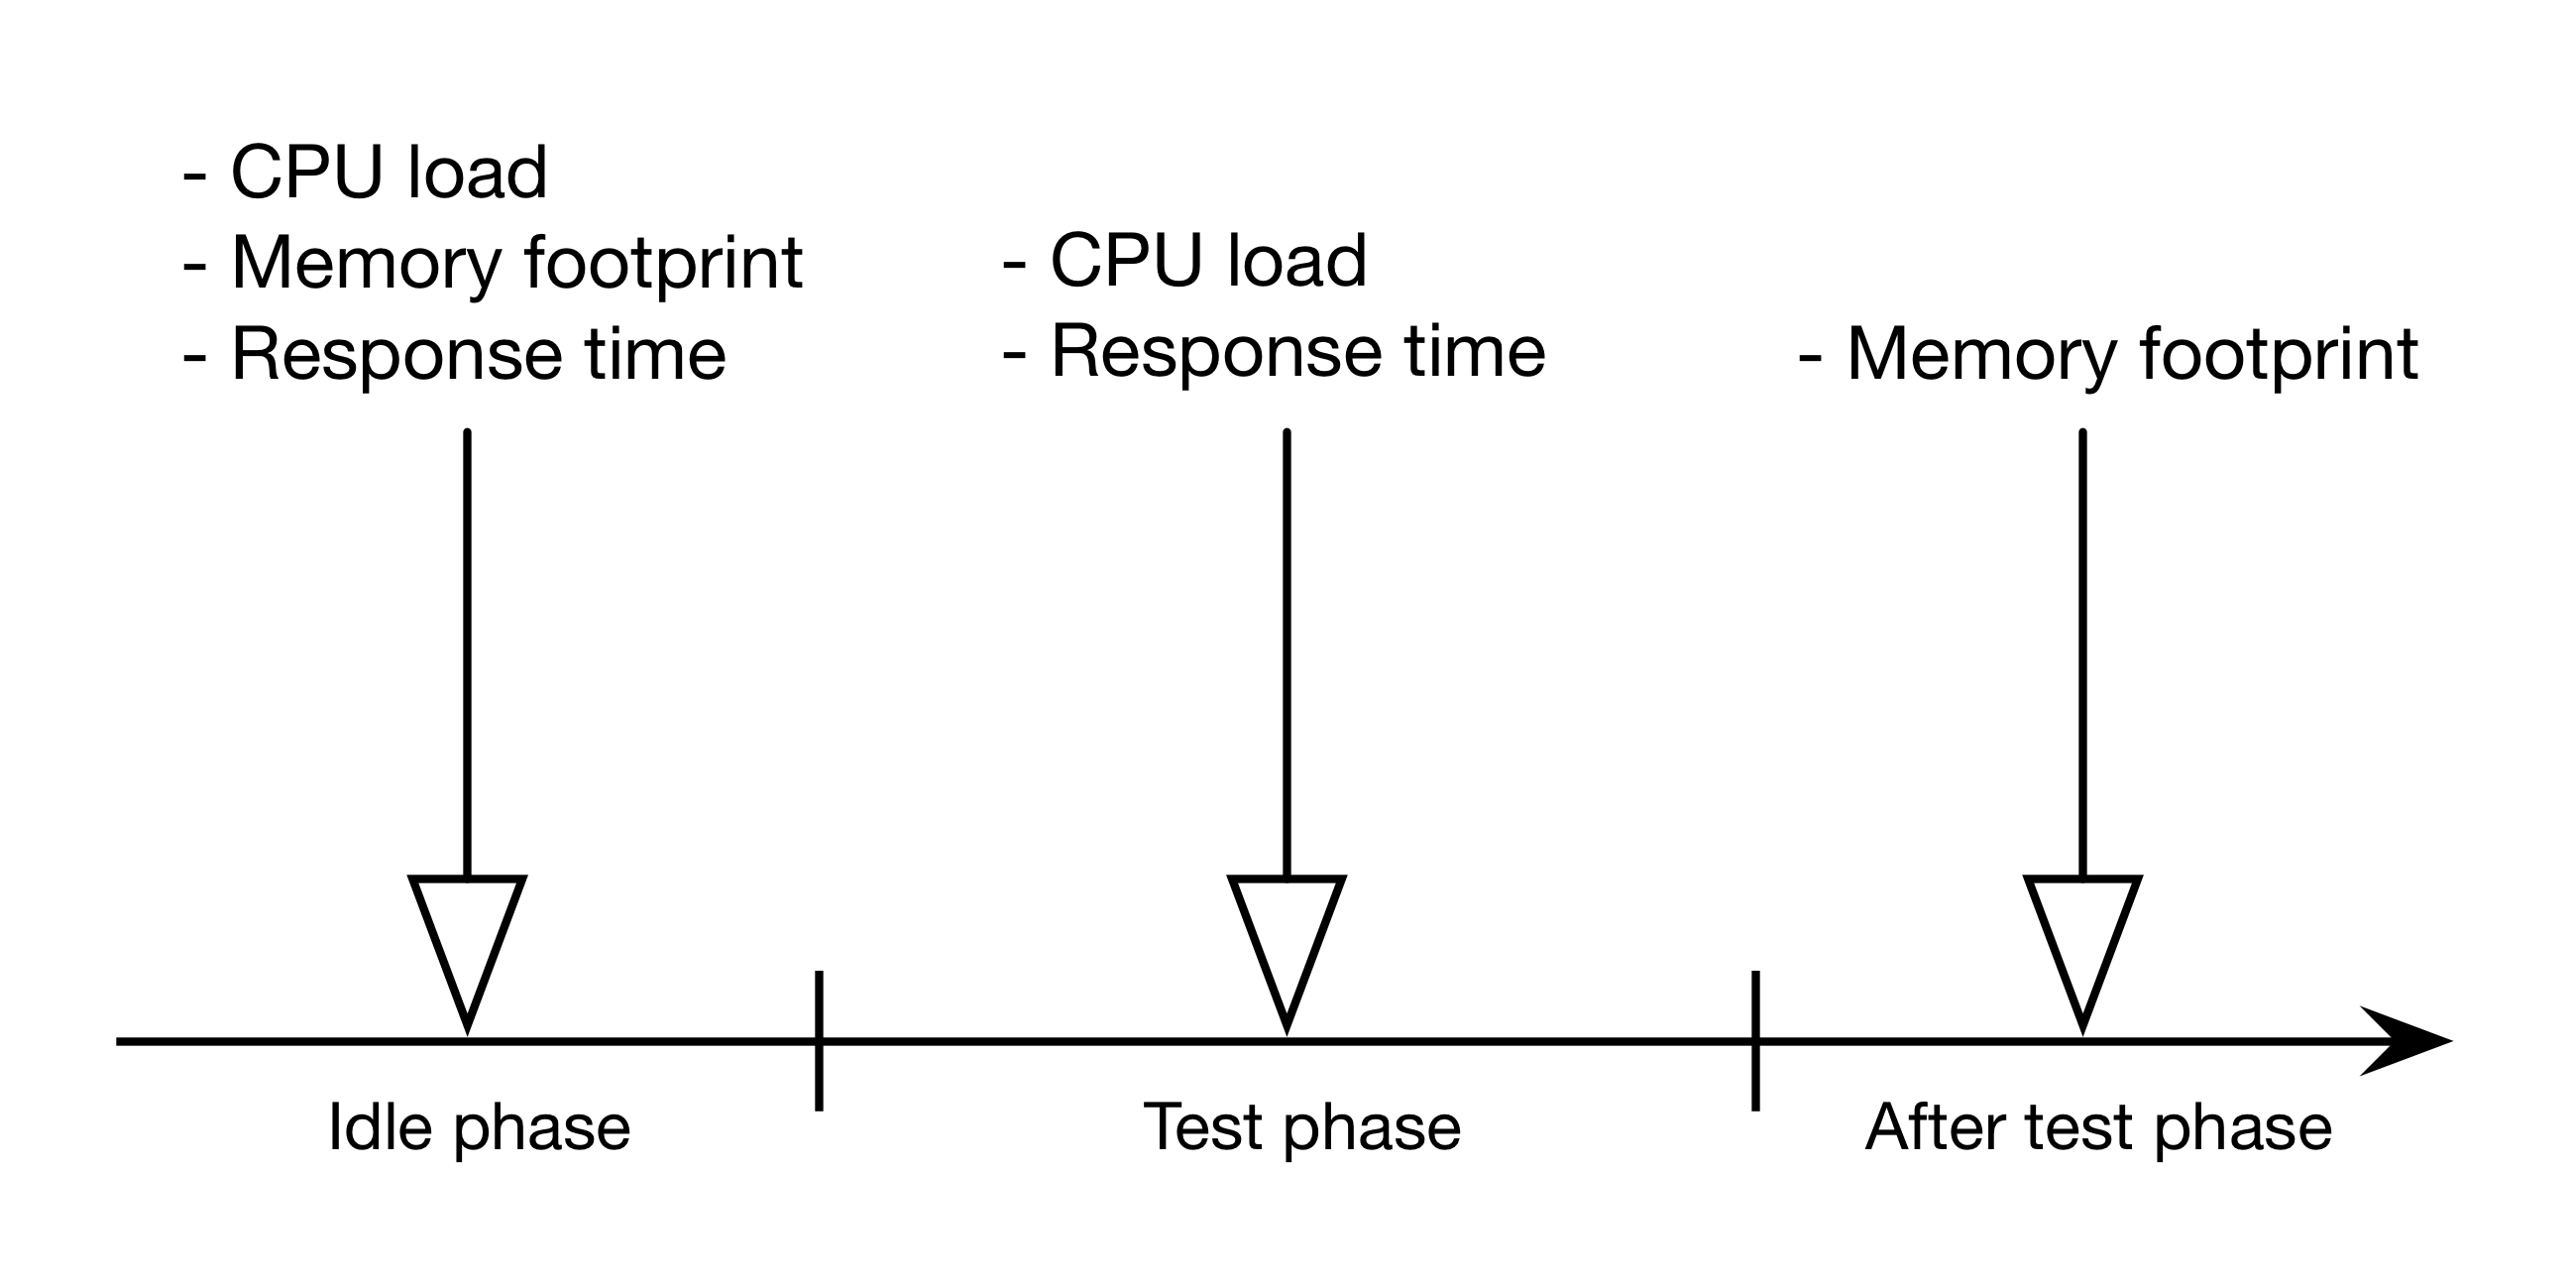 - CPU load
- Memory footprint
- Response time
- CPU load
- Response time
- Memory footprint
Idle phase
Test phase
After test phase